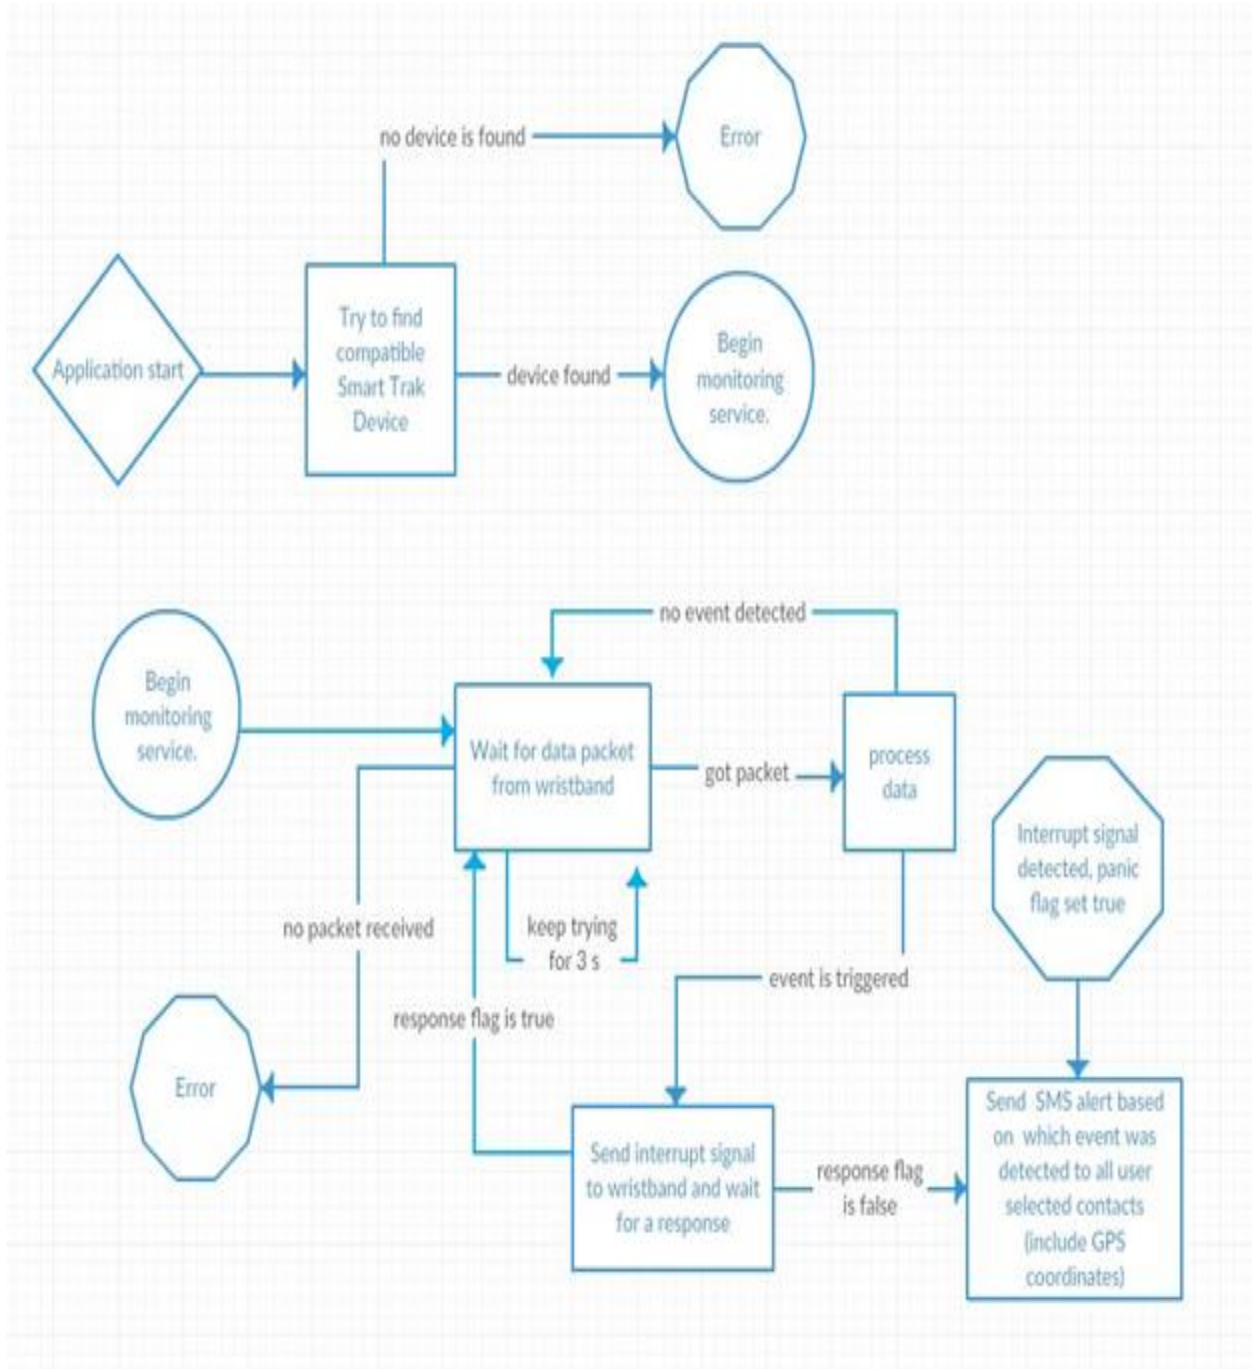 no device is found
Error
Application start
Try to find
compatible
Smart Trak
Device
device found
Begin
monitoring
service.
no event detected
Begin
monitoring
service.
Wait for data packet
from wristband
got packet
process
data
Interrupt signal
detected, panic
flag set true
no packet received
keep trying
for 3 s
event is triggered
response flag is true
Error
Send interrupt signal
to wristband and wait
for a response
response flag
is false
Send SMS alert based
on which event was
detected to all user
selected contacts
(include GPS
coordinates)